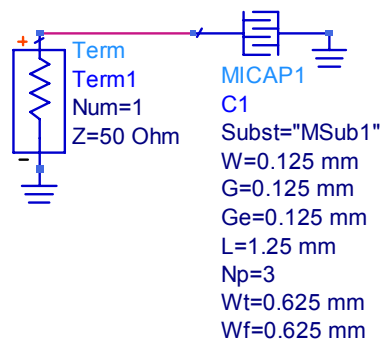 +
Term
Term1
Num=1
Z=50 Ohm
-
MICAP1
C1
Subst="MSub1"
W=0.125 mm
G=0.125 mm
Ge=0.125 mm
L=1.25 mm
Np=3
Wt=0.625 mm
Wf=0.625 mm